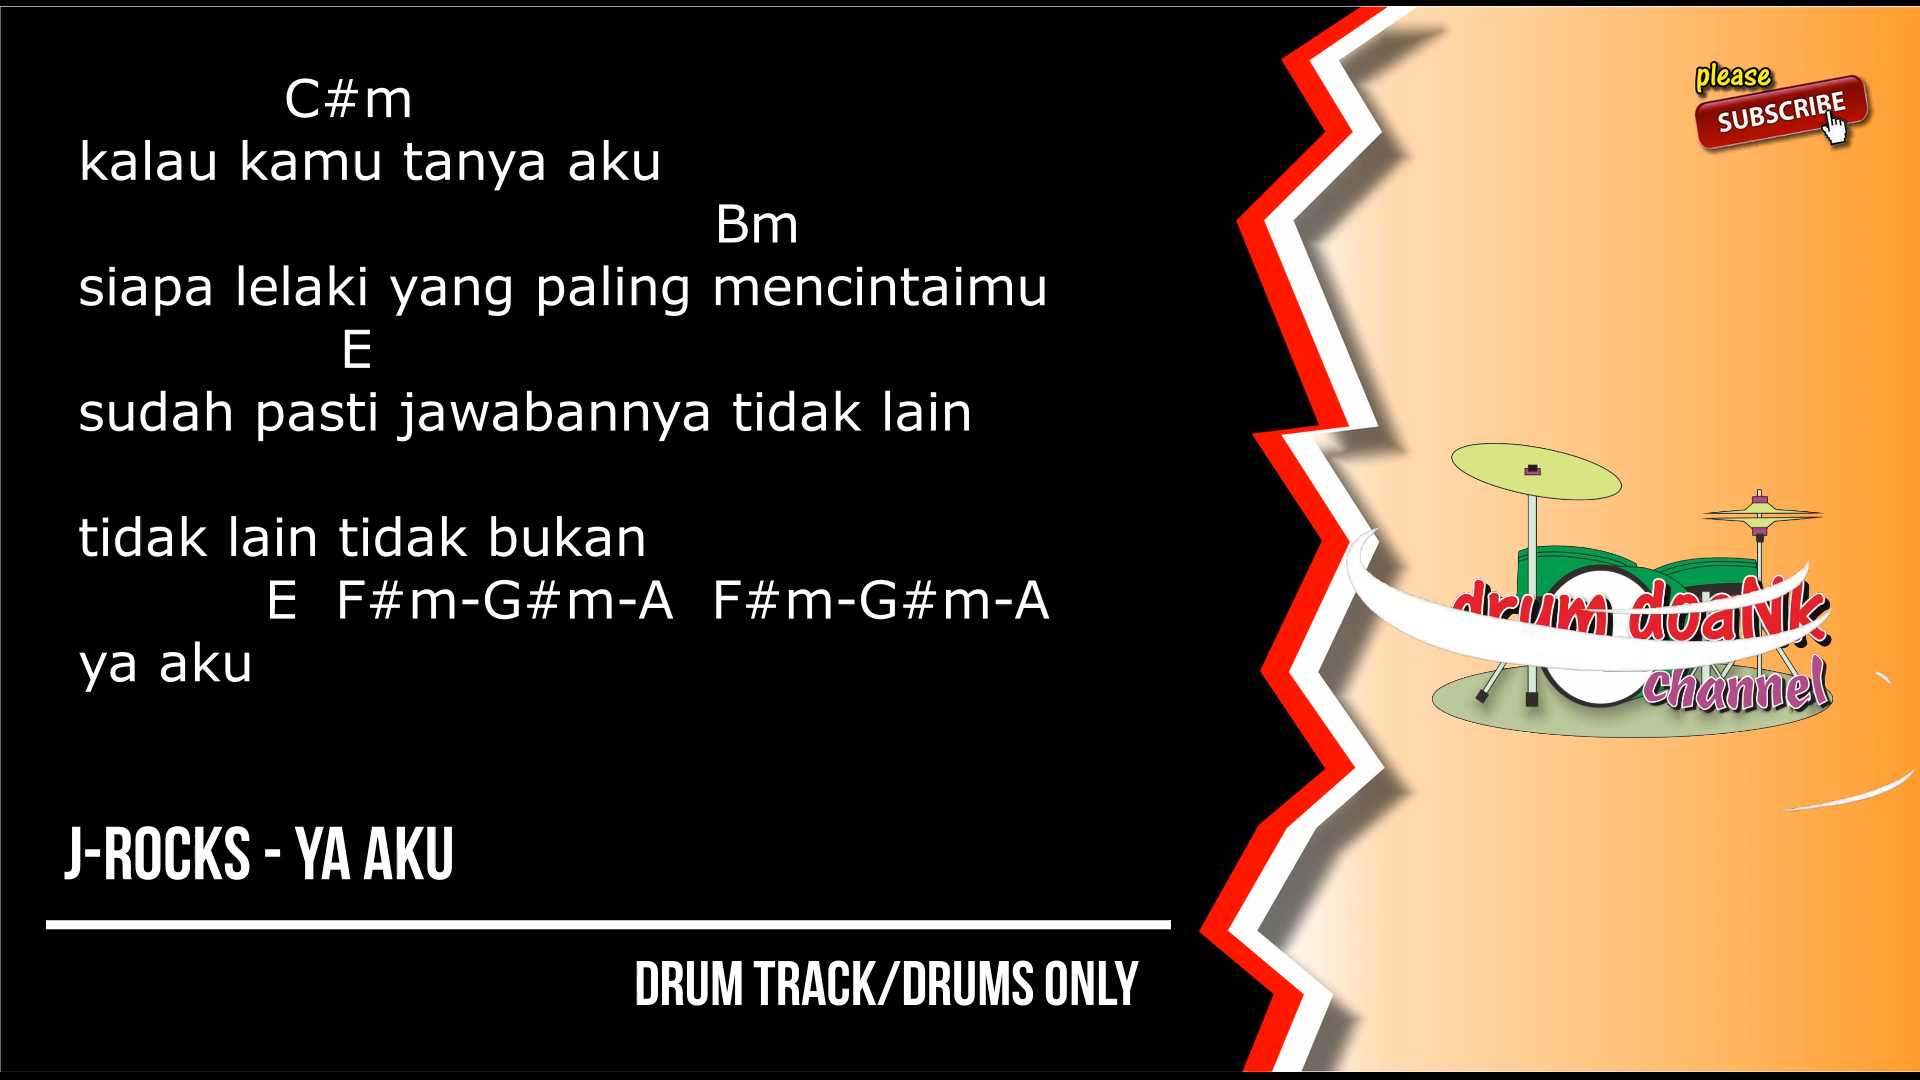 C#m
kalau kamu tanya aku
Bm
siapa lelaki yang paling mencintaimu
E
sudah pasti jawabannya tidak lain
tidak lain tidak bukan
E F#m-G#m-A F#m-G#m-A
ya aku
J-ROCKS - YA AKU
DRUM TRACK/DRUMS ONLY
please
SUBSCRIBE
drum doaNk
channel